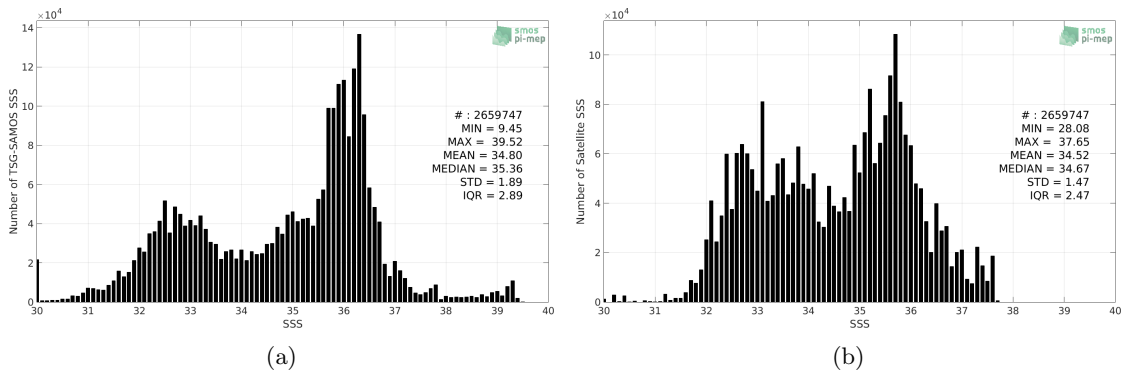 ×10⁴
14
12
10
8
6
4
2
0
Number of TSG-SAMOS SSS
smos
pi-mep
# : 2659747
MIN = 9.45
MAX = 39.52
MEAN = 34.80
MEDIAN = 35.36
STD = 1.89
IQR = 2.89
30 31 32 33 34 35 36 37 38 39 40
SSS
(a)
×10⁴
10
8
6
4
2
0
Number of Satellite SSS
smos
pi-mep
# : 2659747
MIN = 28.08
MAX = 37.65
MEAN = 34.52
MEDIAN = 34.67
STD = 1.47
IQR = 2.47
30 31 32 33 34 35 36 37 38 39 40
SSS
(b)